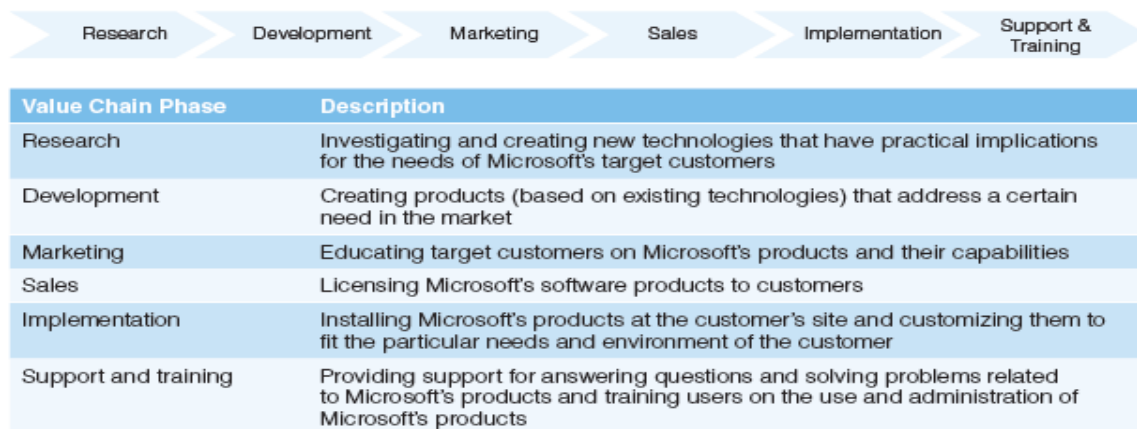 Research Development Marketing Sales Implementation Support &
Training
Value Chain Phase Description
Research Investigating and creating new technologies that have practical implications
for the needs of Microsoft's target customers
Development Creating products (based on existing technologies) that address a certain
need in the market
Marketing Educating target customers on Microsoft's products and their capabilities
Sales Licensing Microsoft's software products to customers
Implementation Installing Microsoft's products at the customer's site and customizing them to
fit the particular needs and environment of the customer
Support and training Providing support for answering questions and solving problems related
to Microsoft's products and training users on the use and administration of
Microsoft's products